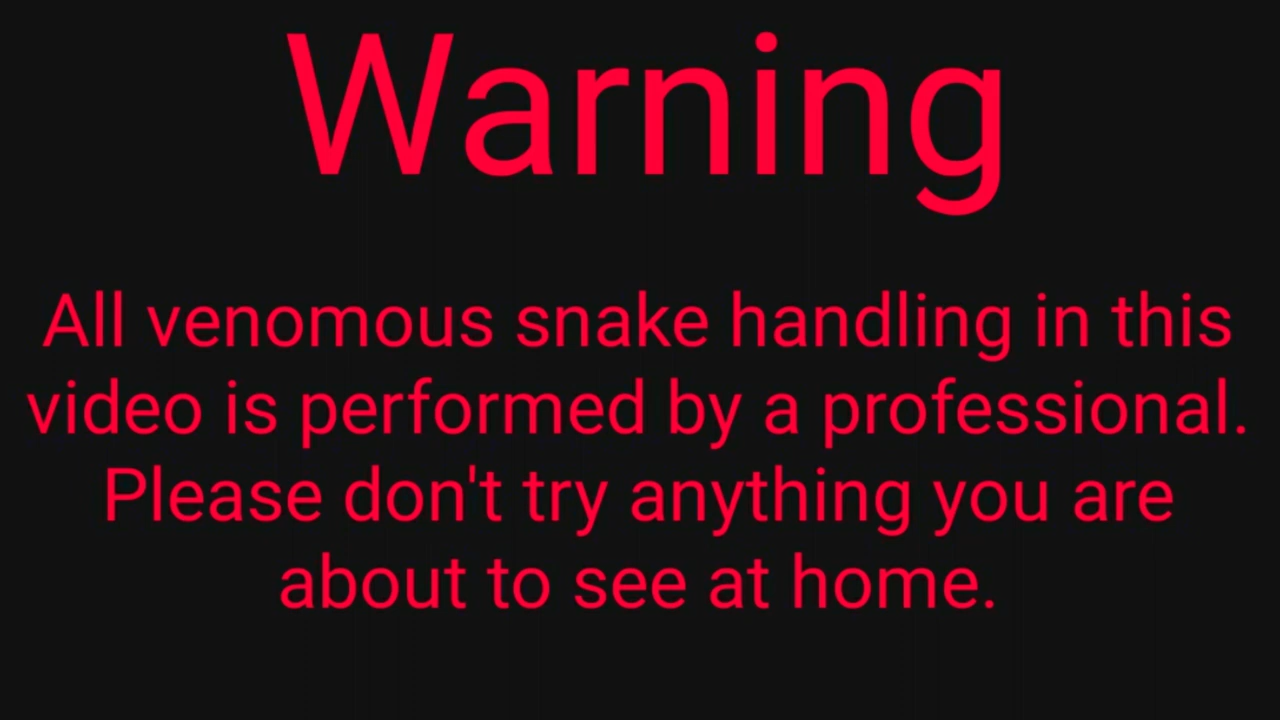 Warning
All venomous snake handling in this
video is performed by a professional.
Please don't try anything you are
about to see at home.